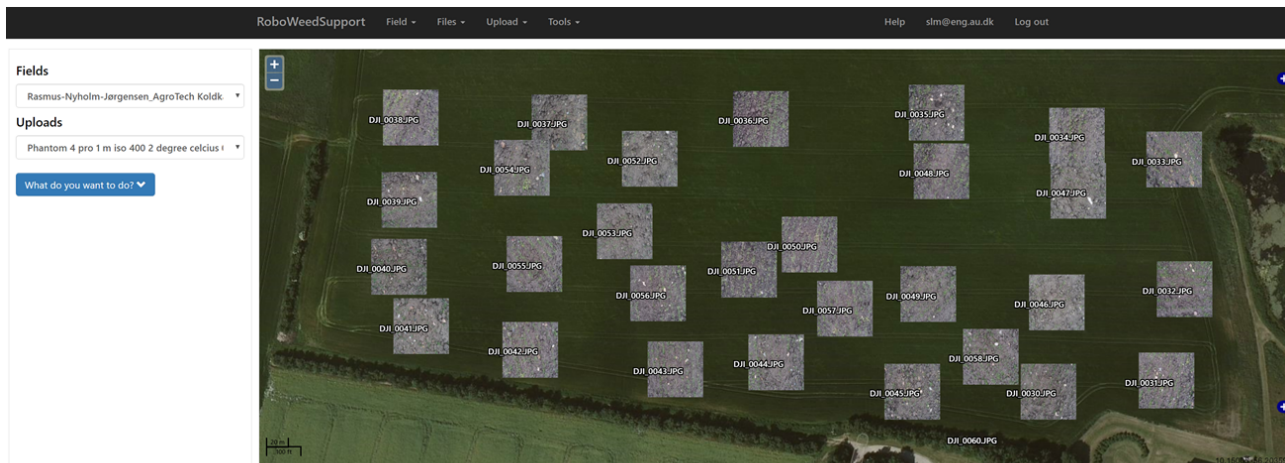 RoboWeedSupport Field Files Upload Tools Help slm@eng.au.dk Log out
Fields
Rasmus-Nyholm-Jørgensen_AgroTech Koldk
Uploads
Phantom 4 pro 1 m iso 400 2 degree celcius
What do you want to do?
+
−
DJI_0038.JPG
DJI_0037.JPG
DJI_0036.JPG
DJI_0035.JPG
DJI_0034.JPG
DJI_0033.JPG
DJI_0054.JPG
DJI_0052.JPG
DJI_0048.JPG
DJI_0047.JPG
DJI_0039.JPG
DJI_0053.JPG
DJI_0050.JPG
DJI_0040.JPG
DJI_0055.JPG
DJI_0051.JPG
DJI_0056.JPG
DJI_0057.JPG
DJI_0049.JPG
DJI_0046.JPG
DJI_0032.JPG
DJI_0041.JPG
DJI_0042.JPG
DJI_0043.JPG
DJI_0044.JPG
DJI_0058.JPG
DJI_0045.JPG
DJI_0030.JPG
DJI_0031.JPG
DJI_0060.JPG
20 m
100 ft